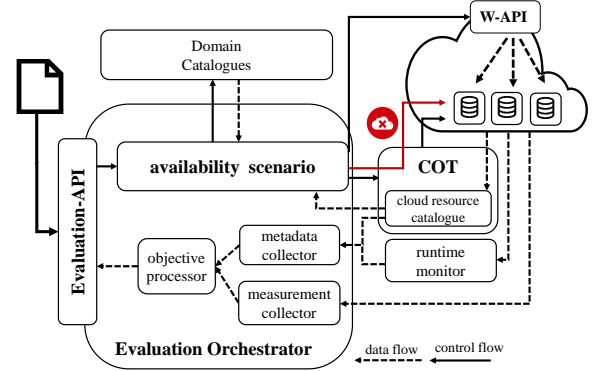 W-API
Domain
Catalogues
Evaluation-API
availability scenario
COT
cloud resource
catalogue
metadata
collector
objective
processor
runtime
monitor
measurement
collector
Evaluation Orchestrator
data flow
control flow